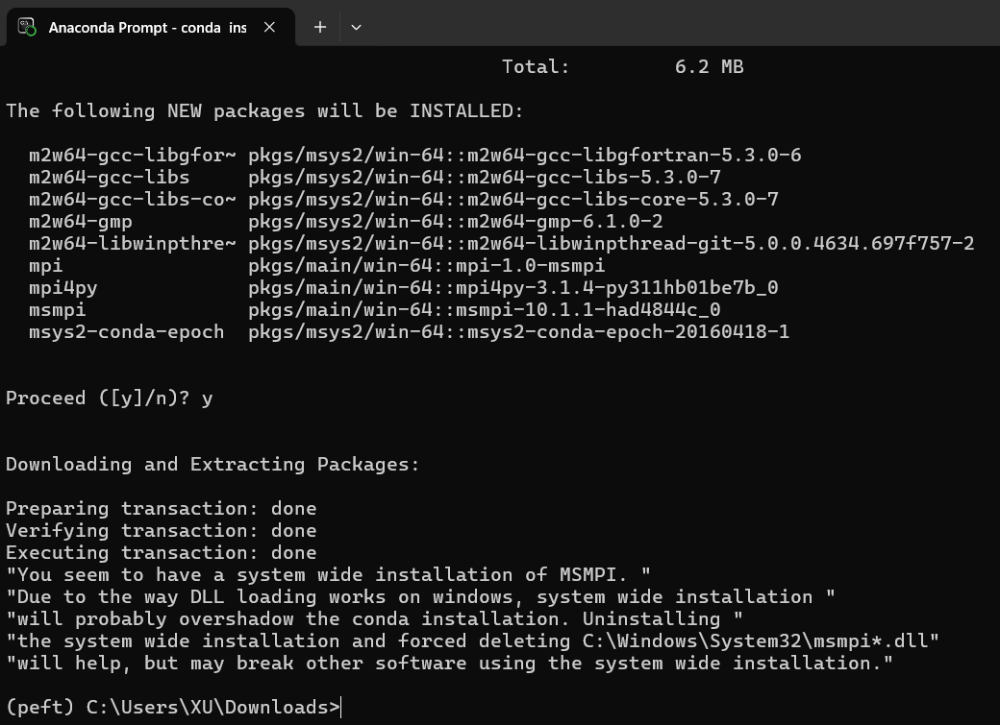 Anaconda Prompt - conda ins
Total: 6.2 MB
The following NEW packages will be INSTALLED:
m2w64-gcc-libgfor~ pkgs/msys2/win-64::m2w64-gcc-libgfortran-5.3.0-6
m2w64-gcc-libs pkgs/msys2/win-64::m2w64-gcc-libs-5.3.0-7
m2w64-gcc-libs-co~ pkgs/msys2/win-64::m2w64-gcc-libs-core-5.3.0-7
m2w64-gmp pkgs/msys2/win-64::m2w64-gmp-6.1.0-2
m2w64-libwinpthre~ pkgs/msys2/win-64::m2w64-libwinpthread-git-5.0.0.4634.697f757-2
mpi pkgs/main/win-64::mpi-1.0-msmpi
mpi4py pkgs/main/win-64::mpi4py-3.1.4-py311hb01be7b_0
msmpi pkgs/main/win-64::msmpi-10.1.1-had4844c_0
msys2-conda-epoch pkgs/msys2/win-64::msys2-conda-epoch-20160418-1
Proceed ([y]/n)? y
Downloading and Extracting Packages:
Preparing transaction: done
Verifying transaction: done
Executing transaction: done
"You seem to have a system wide installation of MSMPI. "
"Due to the way DLL loading works on windows, system wide installation "
"will probably overshadow the conda installation. Uninstalling "
"the system wide installation and forced deleting C:\Windows\System32\msmpi*.dll"
"will help, but may break other software using the system wide installation."
(peft) C:\Users\XU\Downloads>